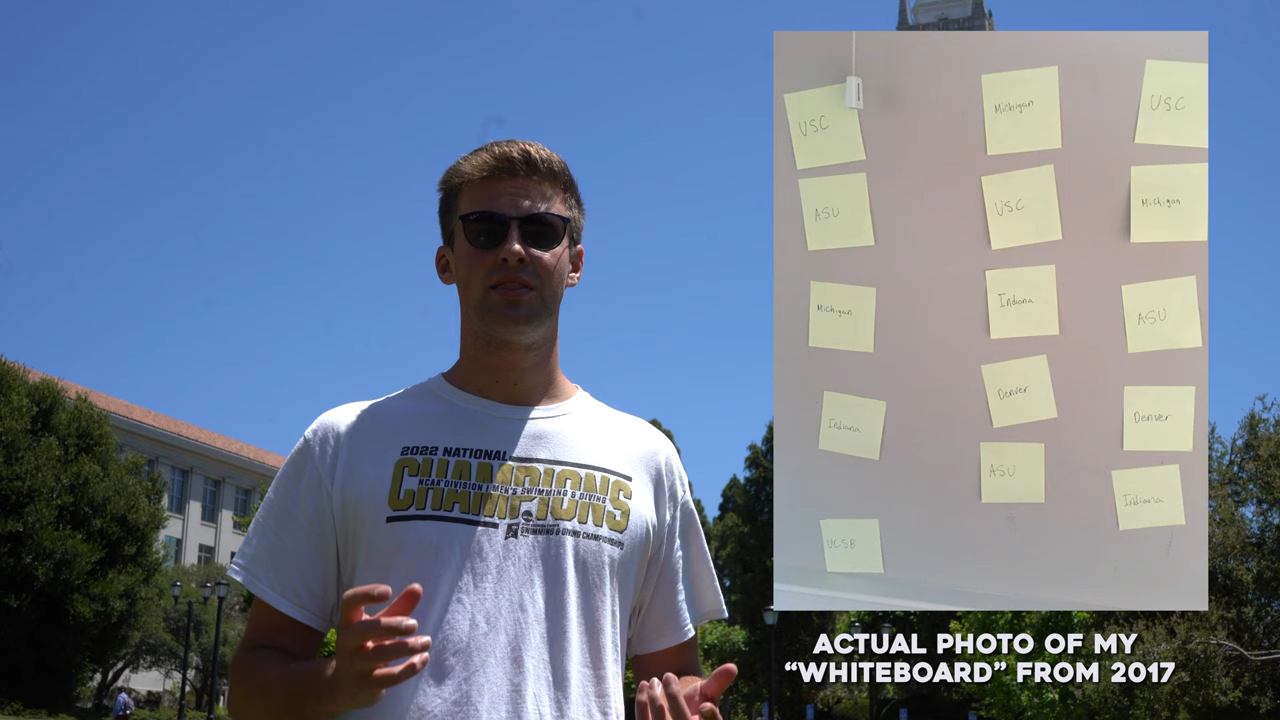 USC
ASU
Michigan
Indiana
UCSB
Michigan
USC
Indiana
Denver
ASU
USC
Michigan
ASU
Denver
Indiana
2022 NATIONAL
CHAMPIONS
NCAA DIVISION I MEN'S SWIMMING & DIVING
SWIMMING & DIVING CHAMPIONSHIPS
ACTUAL PHOTO OF MY
“WHITEBOARD” FROM 2017